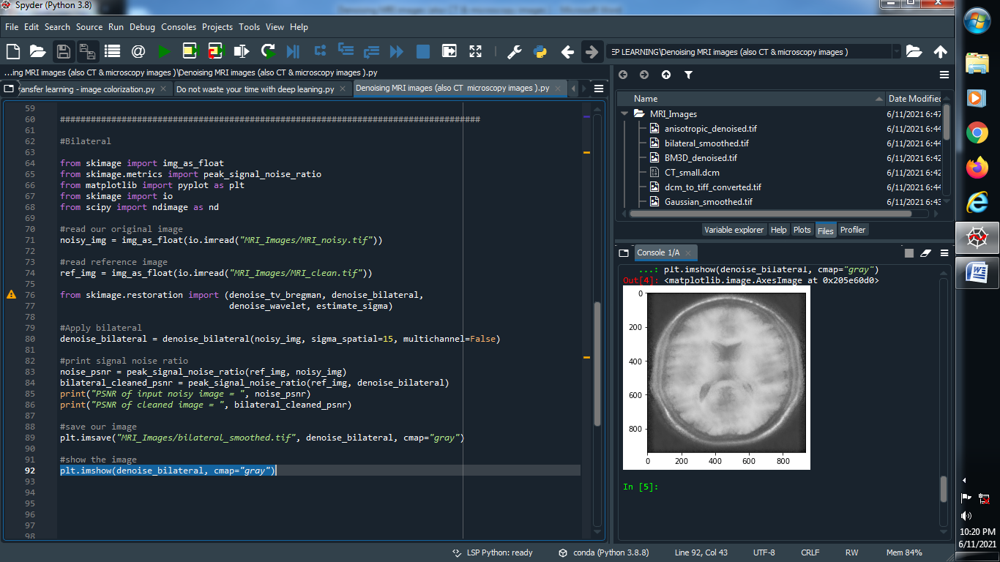 Spyder (Python 3.8)
File Edit Search Source Run Debug Consoles Projects Tools View Help
EP LEARNING\Denoising MRI images (also CT & microscopy images )
...ing MRI images (also CT & microscopy images )\Denoising MRI images (also CT & microscopy images ).py
ransfer learning - image colorization.py
Do not waste your time with deep leaning.py
Denoising MRI images (also CT  microscopy images ).py
59
60 ##################################################################################
61
62 #Bilateral
63
64 from skimage import img_as_float
65 from skimage.metrics import peak_signal_noise_ratio
66 from matplotlib import pyplot as plt
67 from skimage import io
68 from scipy import ndimage as nd
69
70 #read our original image
71 noisy_img = img_as_float(io.imread("MRI_Images/MRI_noisy.tif"))
72
73 #read reference image
74 ref_img = img_as_float(io.imread("MRI_Images/MRI_clean.tif"))
75
76 from skimage.restoration import (denoise_tv_bregman, denoise_bilateral,
77 denoise_wavelet, estimate_sigma)
78
79 #Apply bilateral
80 denoise_bilateral = denoise_bilateral(noisy_img, sigma_spatial=15, multichannel=False)
81
82 #print signal noise ratio
83 noise_psnr = peak_signal_noise_ratio(ref_img, noisy_img)
84 bilateral_cleaned_psnr = peak_signal_noise_ratio(ref_img, denoise_bilateral)
85 print("PSNR of input noisy image = ", noise_psnr)
86 print("PSNR of cleaned image = ", bilateral_cleaned_psnr)
87
88 #save our image
89 plt.imsave("MRI_Images/bilateral_smoothed.tif", denoise_bilateral, cmap="gray")
90
91 #show the image
92 plt.imshow(denoise_bilateral, cmap="gray")
93
94
95
96
97
98
Name Date Modified
MRI_Images 6/11/2021 6:47
anisotropic_denoised.tif 6/11/2021 6:44
bilateral_smoothed.tif 6/11/2021 6:44
BM3D_denoised.tif 6/11/2021 6:42
CT_small.dcm 6/11/2021 6:42
dcm_to_tiff_converted.tif 6/11/2021 6:44
Gaussian_smoothed.tif 6/11/2021 6:43
Variable explorer Help Plots Files Profiler
Console 1/A
...: plt.imshow(denoise_bilateral, cmap="gray")
Out[4]: <matplotlib.image.AxesImage at 0x205e60d0>
0
200
400
600
800
0 200 400 600 800
In [5]:
LSP Python: ready conda (Python 3.8.8) Line 92, Col 43 UTF-8 CRLF RW Mem 84%
10:20 PM
6/11/2021